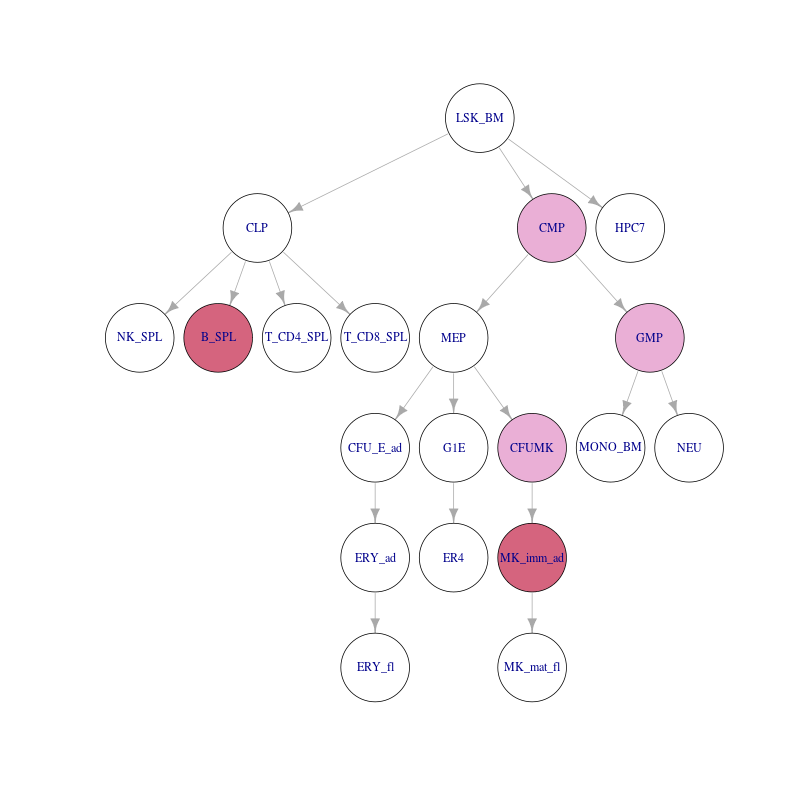 LSK_BM
CLP
CMP
HPC7
NK_SPL
B_SPL
T_CD4_SPL
T_CD8_SPL
MEP
GMP
CFU_E_ad
G1E
CFUMK
MONO_BM
NEU
ERY_ad
ER4
MK_imm_ad
ERY_fl
MK_mat_fl